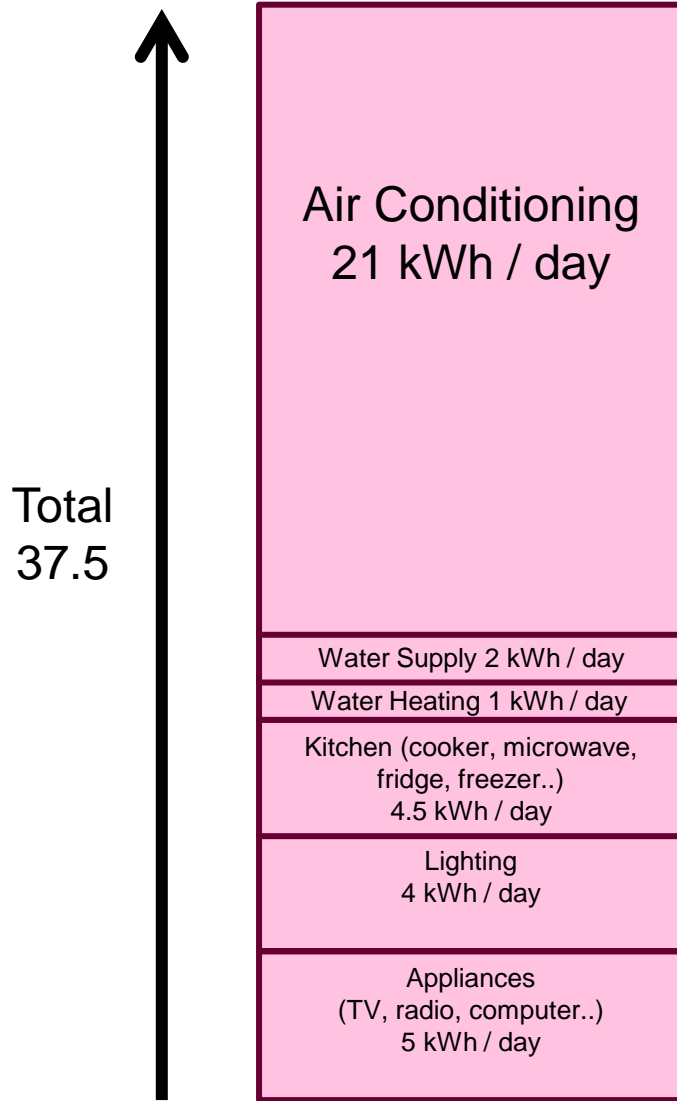 Air Conditioning
21 kWh / day
Total
37.5
Water Supply 2 kWh / day
Water Heating 1 kWh / day
Kitchen (cooker, microwave,
fridge, freezer..)
4.5 kWh / day
Lighting
4 kWh / day
Appliances
(TV, radio, computer..)
5 kWh / day